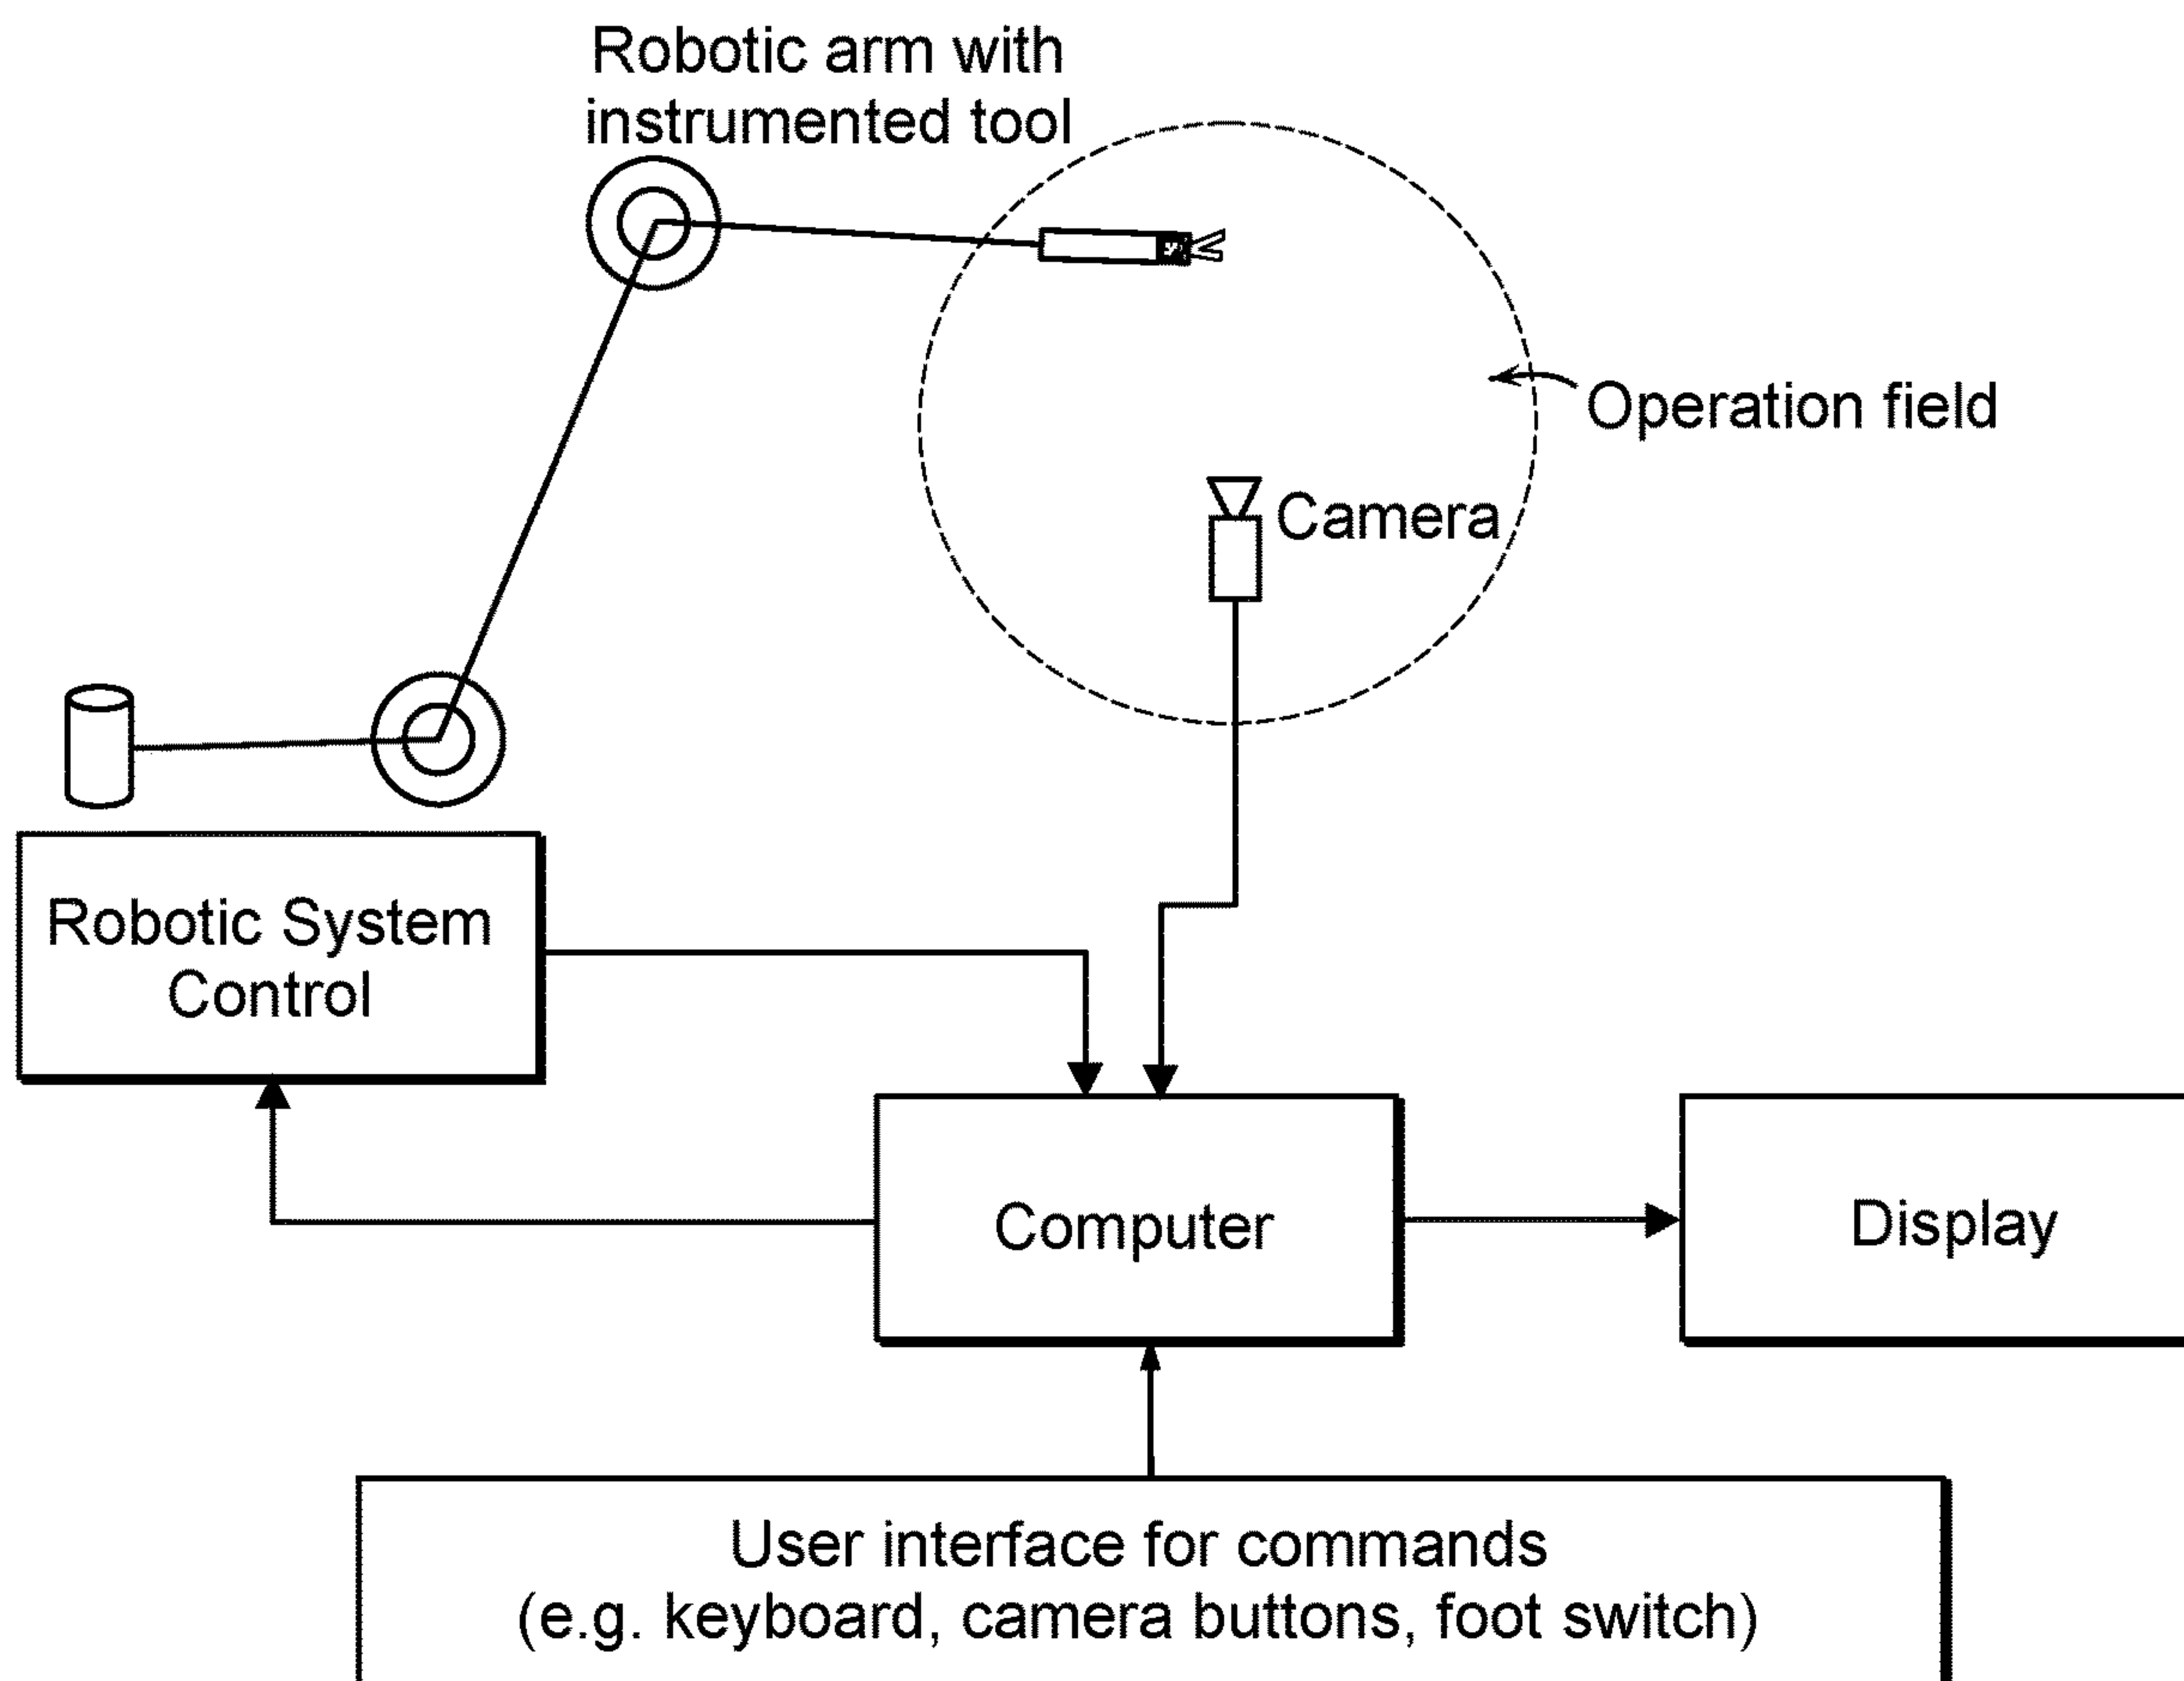 Robotic arm with
instrumented tool
Operation field
Camera
Robotic System
Control
Computer
Display
User interface for commands
(e.g. keyboard, camera buttons, foot switch)